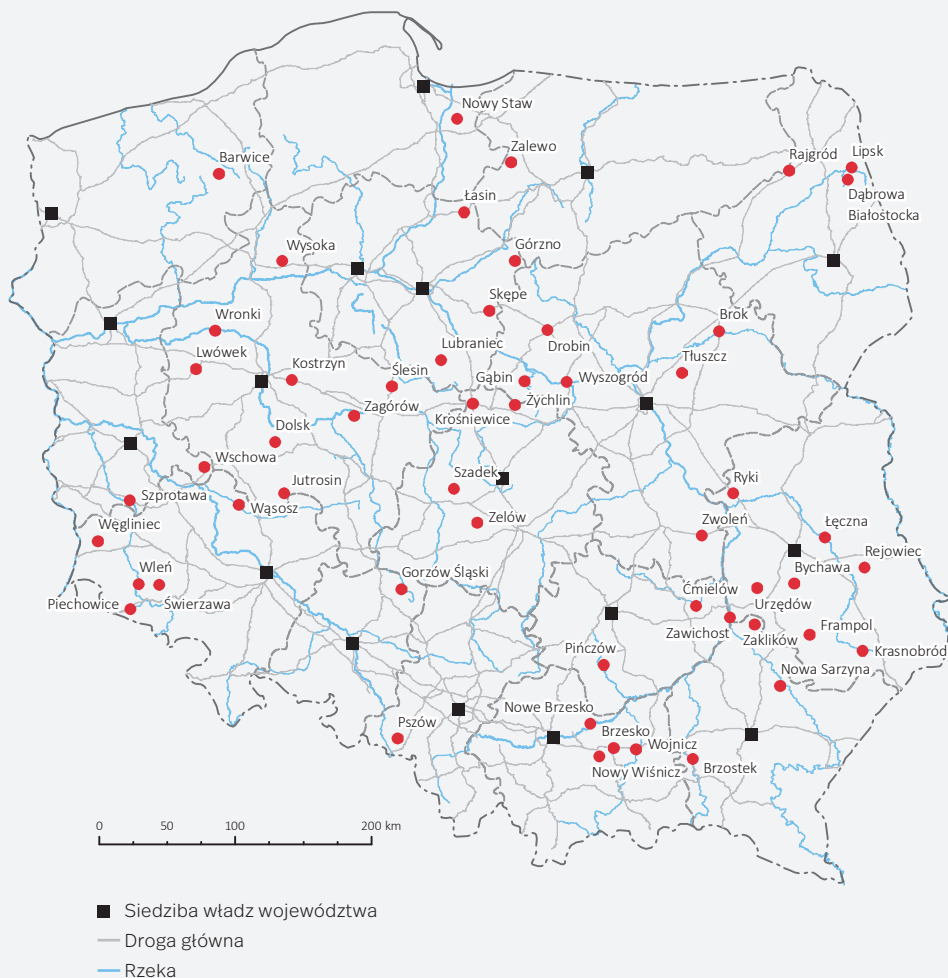 Nowy Staw
Zalewo
Barwice
Rajgród
Lipsk
Dąbrowa
Białostocka
Łasin
Wysoka
Górzno
Skępe
Wronki
Brok
Drobin
Lubraniec
Lwówek
Kostrzyn
Ślesin
Gąbin
Wyszogród
Tłuszcz
Zagórów
Krośniewice
Żychlin
Dolsk
Wschowa
Szadek
Jutrosin
Ryki
Szprotawa
Wąsosz
Zelów
Zwoleń
Łęczna
Węgliniec
Rejowiec
Wleń
Gorzów Śląski
Bychawa
Piechowice
Świerzawa
Ćmielów
Urzędów
Zawichost
Zaklików
Frampol
Pińczów
Krasnobród
Nowa Sarzyna
Nowe Brzesko
Pszów
Brzesko
Wojnicz
Nowy Wiśnicz
Brzostek
0 50 100 200 km
Siedziba władz województwa
Droga główna
Rzeka